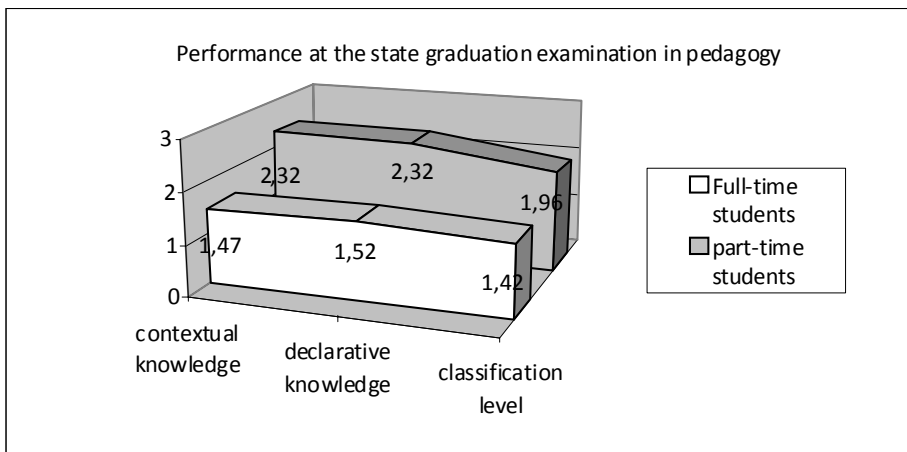 Performance at the state graduation examination in pedagogy
3
2
1
0
2,32
2,32
1,96
1,47
1,52
1,42
contextual
knowledge
declarative
knowledge
classification
level
Full-time
students
part-time
students